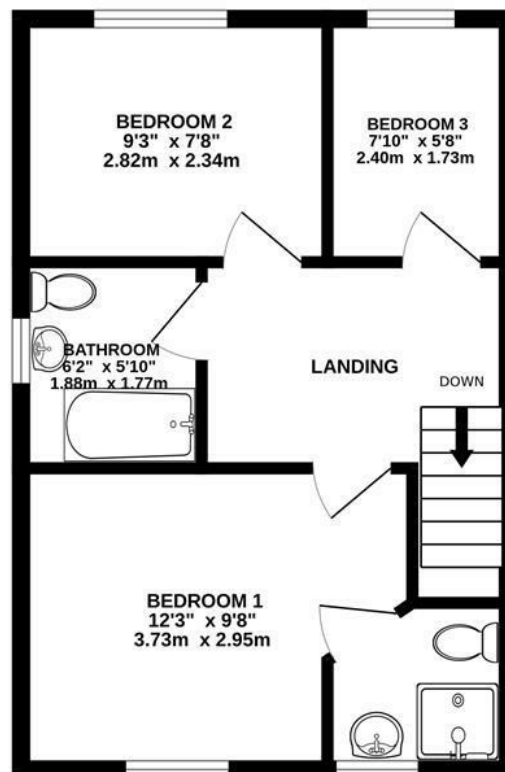 BEDROOM 2
9'3" x 7'8"
2.82m x 2.34m
BEDROOM 3
7'10" x 5'8"
2.40m x 1.73m
BATHROOM
6'2" x 5'10"
1.88m x 1.77m
LANDING
DOWN
BEDROOM 1
12'3" x 9'8"
3.73m x 2.95m